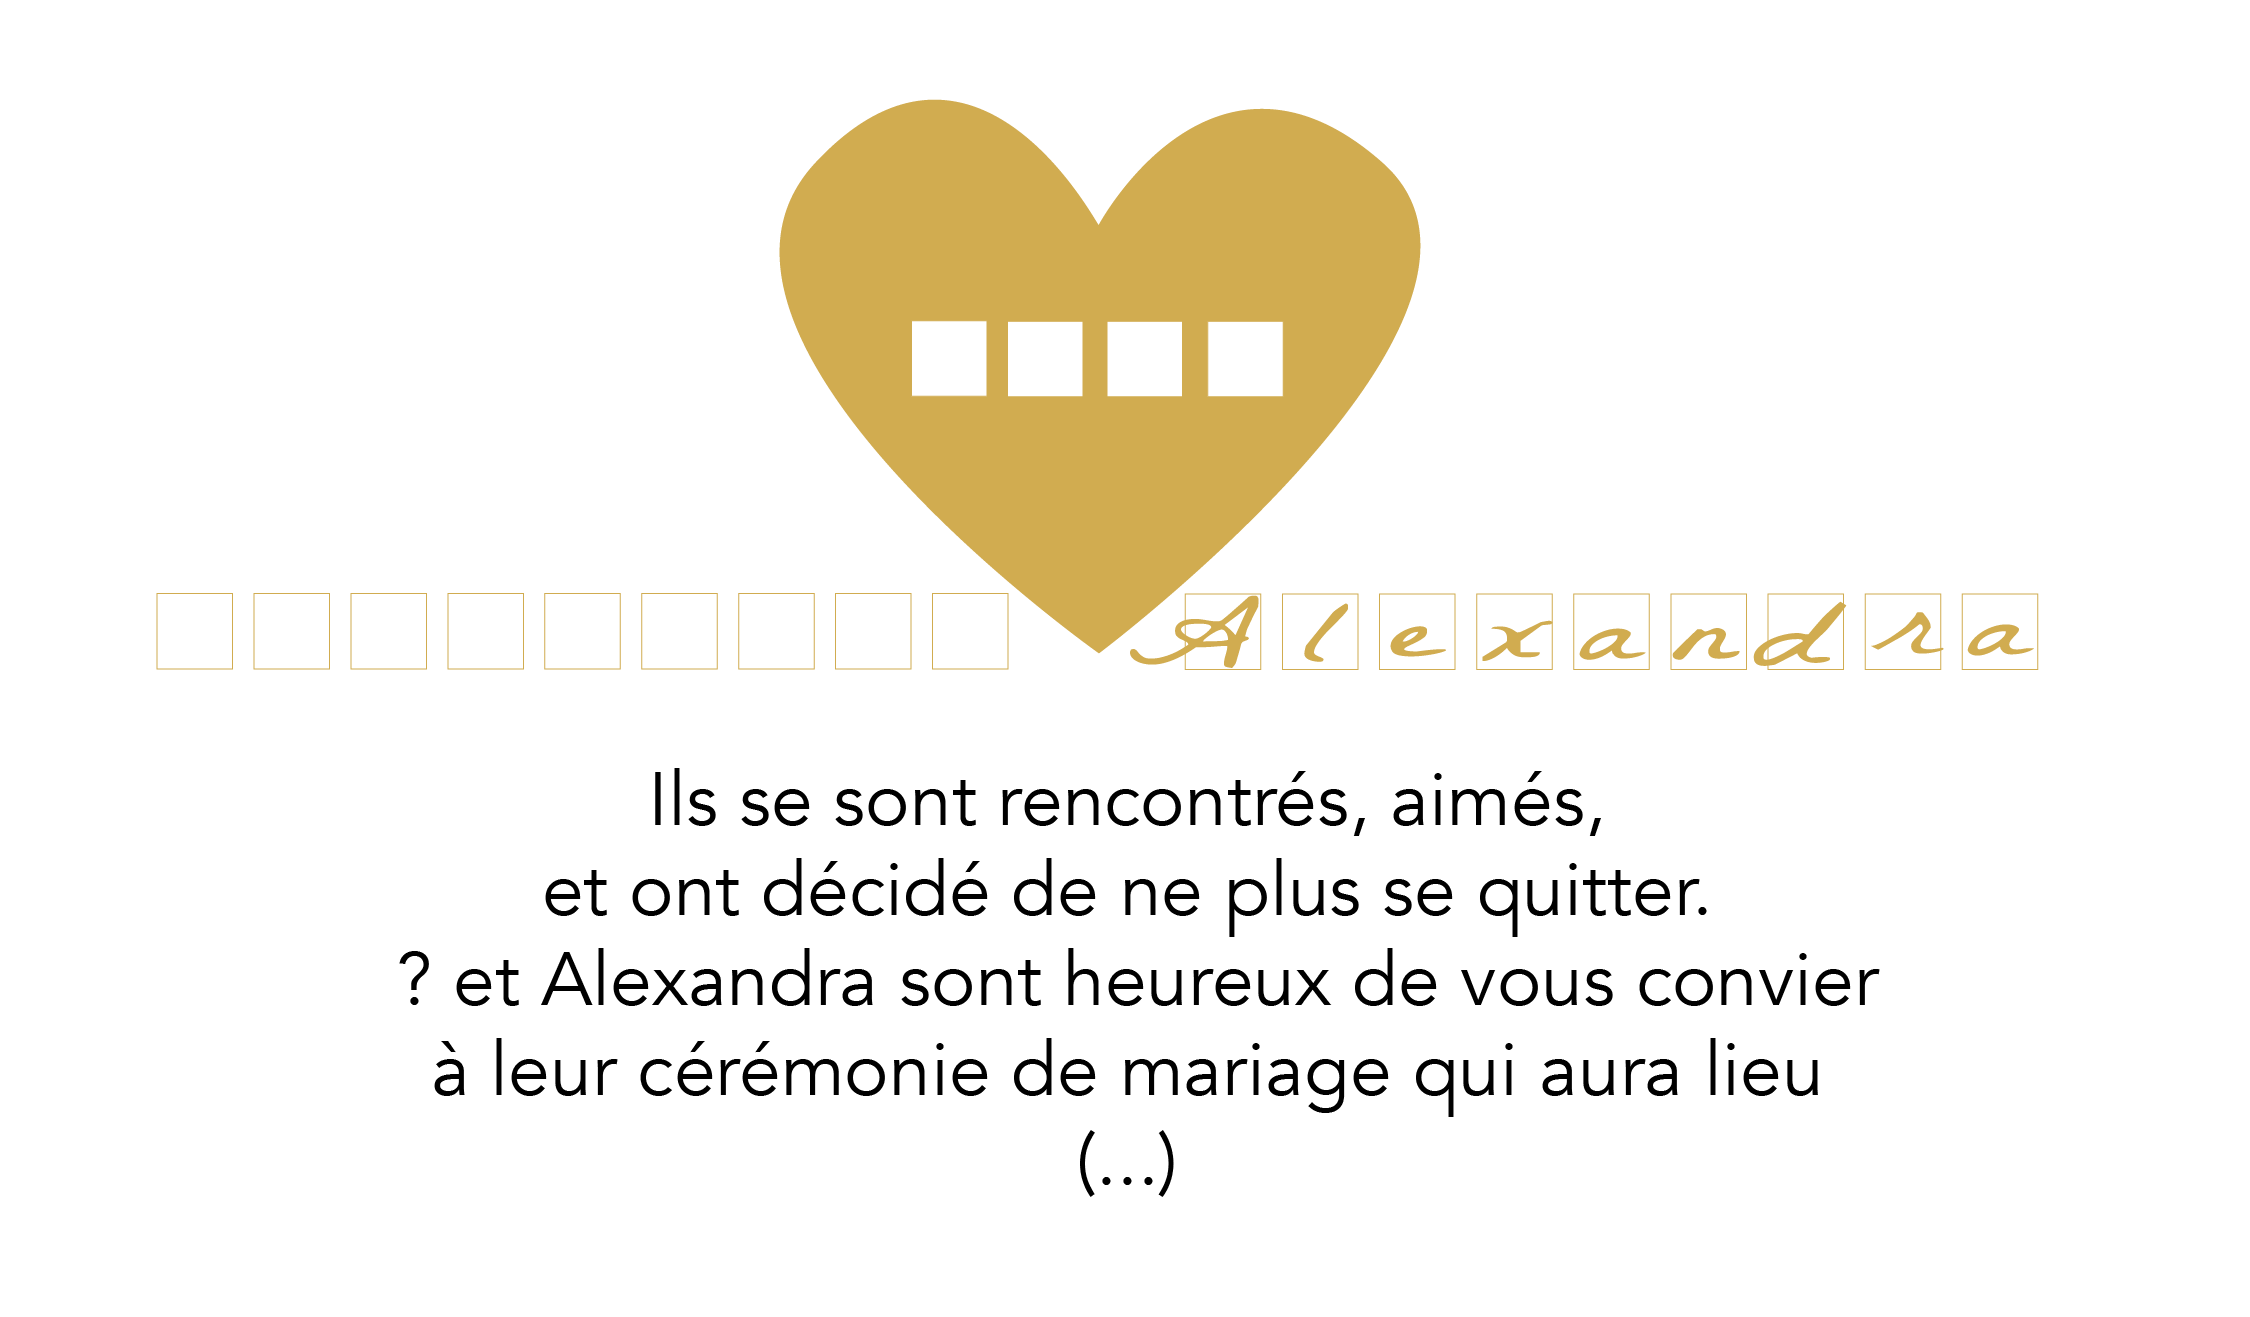 Alexandra
Ils se sont rencontrés, aimés,
et ont décidé de ne plus se quitter.
? et Alexandra sont heureux de vous convier
à leur cérémonie de mariage qui aura lieu
(...)